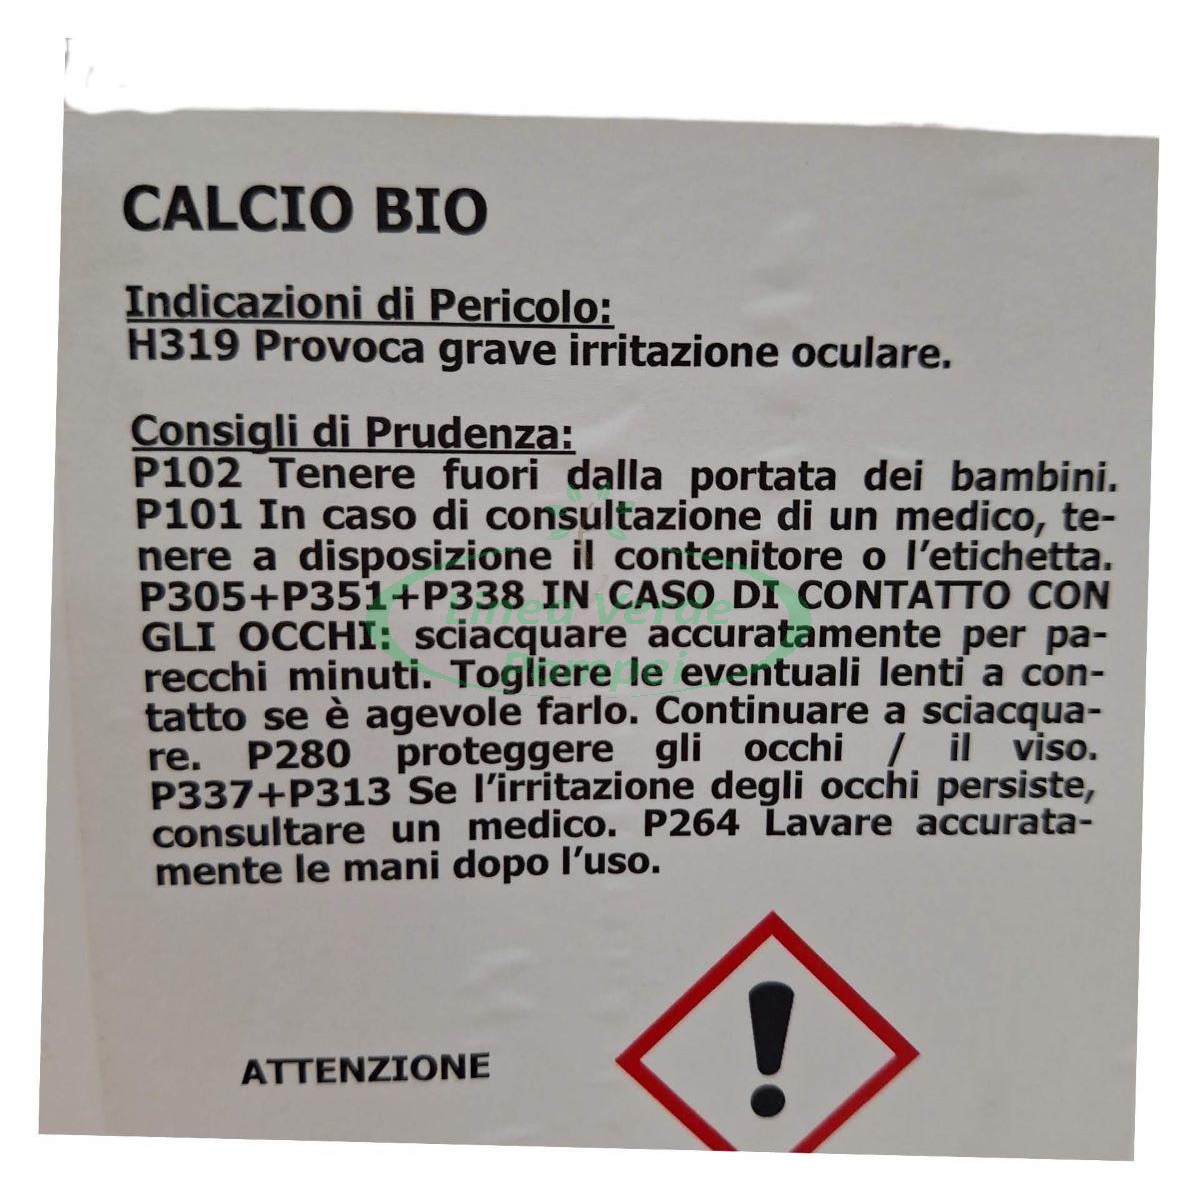 CALCIO BIO
Indicazioni di Pericolo:
H319 Provoca grave irritazione oculare.
Consigli di Prudenza:
P102 Tenere fuori dalla portata dei bambini.
P101 In caso di consultazione di un medico, te-
nere a disposizione il contenitore o l'etichetta.
P305+P351+P338 IN CASO DI CONTATTO CON
GLI OCCHI: sciacquare accuratamente per pa-
recchi minuti. Togliere le eventuali lenti a con-
tatto se è agevole farlo. Continuare a sciacqua-
re. P280 proteggere gli occhi / il viso.
P337+P313 Se l'irritazione degli occhi persiste,
consultare un medico. P264 Lavare accurata-
mente le mani dopo l'uso.
ATTENZIONE
Linea Verde
Pompei